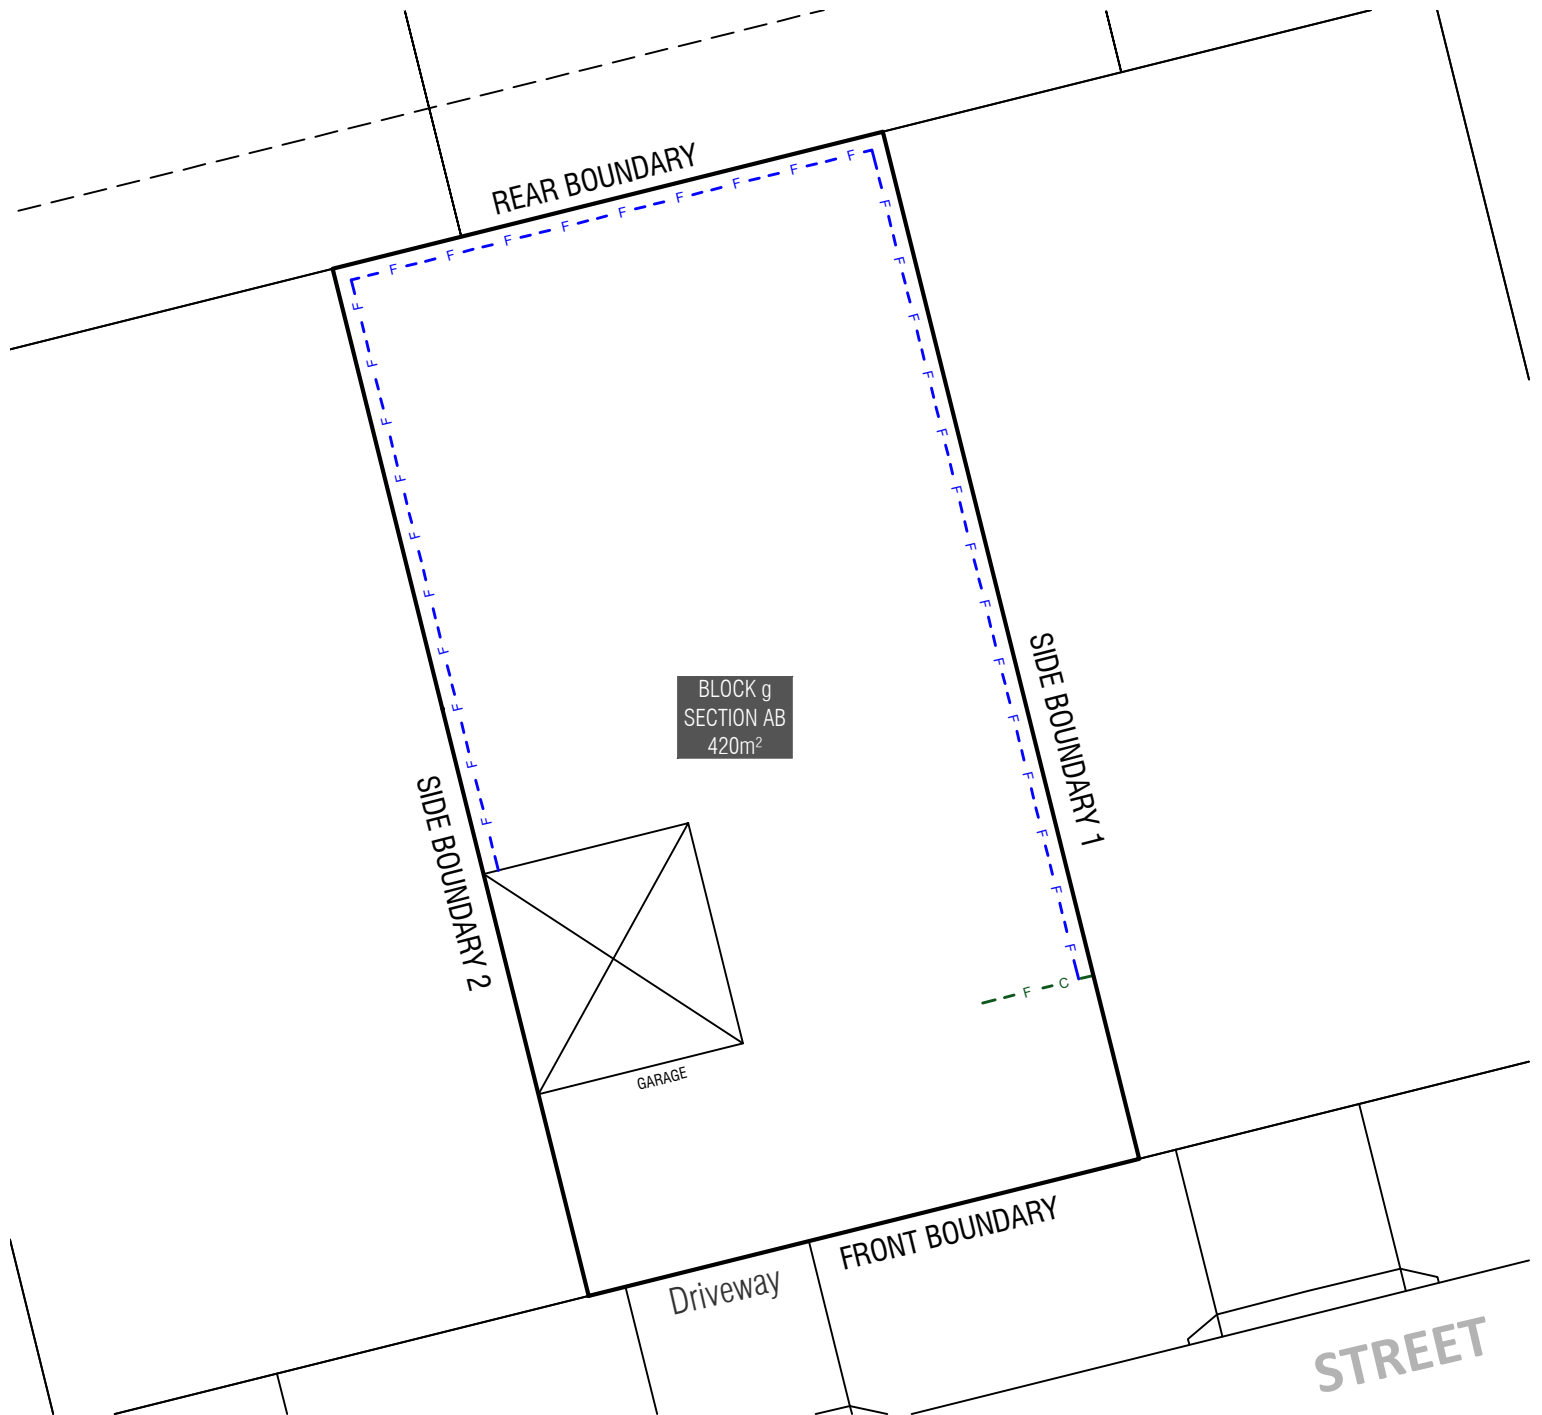 REAR BOUNDARY
F F F F F F F F F
F F F F F F F F F F
F F F F F F F F F F F F F F
BLOCK g
SECTION AB
420m²
SIDE BOUNDARY 1
SIDE BOUNDARY 2
F C
GARAGE
FRONT BOUNDARY
Driveway
STREET